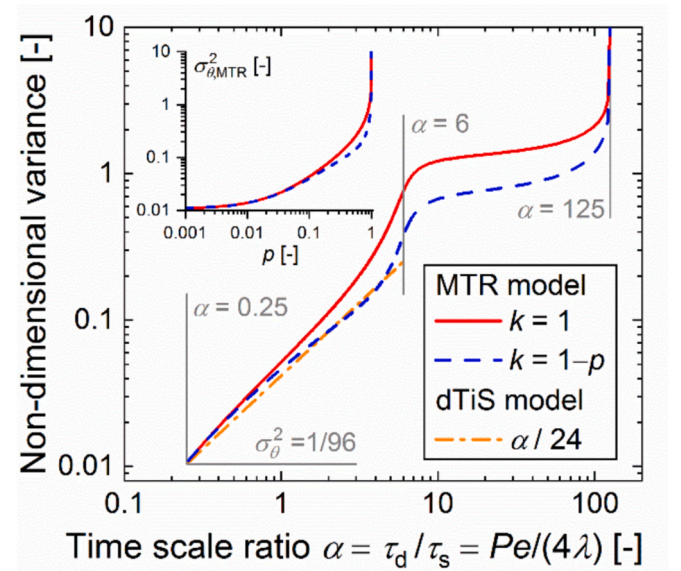 Non-dimensional variance [-]
10
1
0.1
0.01
10
1
0.1
0.01
σ²θ,MTR [-]
0.001
0.01
0.1
1
p [-]
α = 6
α = 125
α = 0.25
σ²θ =1/96
MTR model
k = 1
k = 1−p
dTiS model
α / 24
0.1
1
10
100
Time scale ratio α = τd / τs = Pe/(4λ) [-]